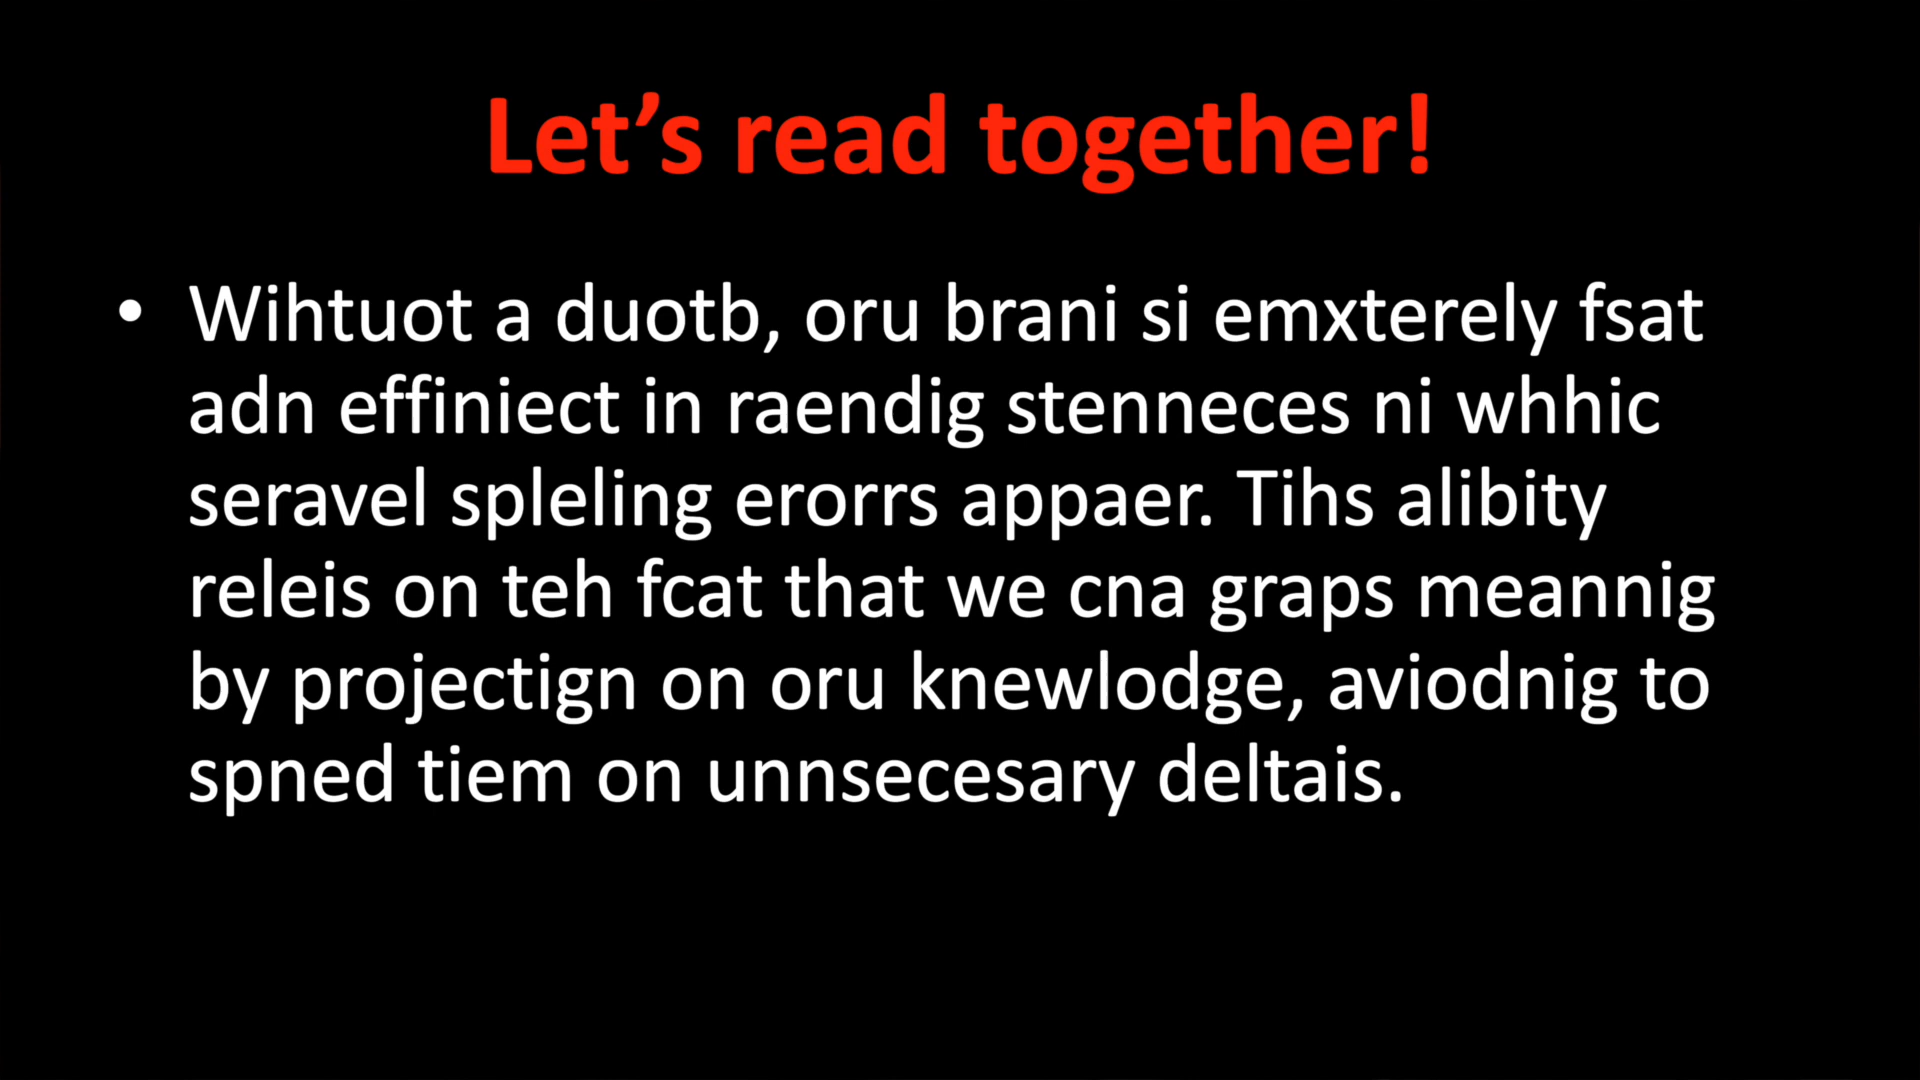 Let’s read together!
• Wihtuot a duotb, oru brani si emxterely fsat
adn effiniect in raendig stenneces ni whhic
seravel spleling erorrs appaer. Tihs alibity
releis on teh fcat that we cna graps meannig
by projectign on oru knewlodge, aviodnig to
spned tiem on unnsecesary deltais.